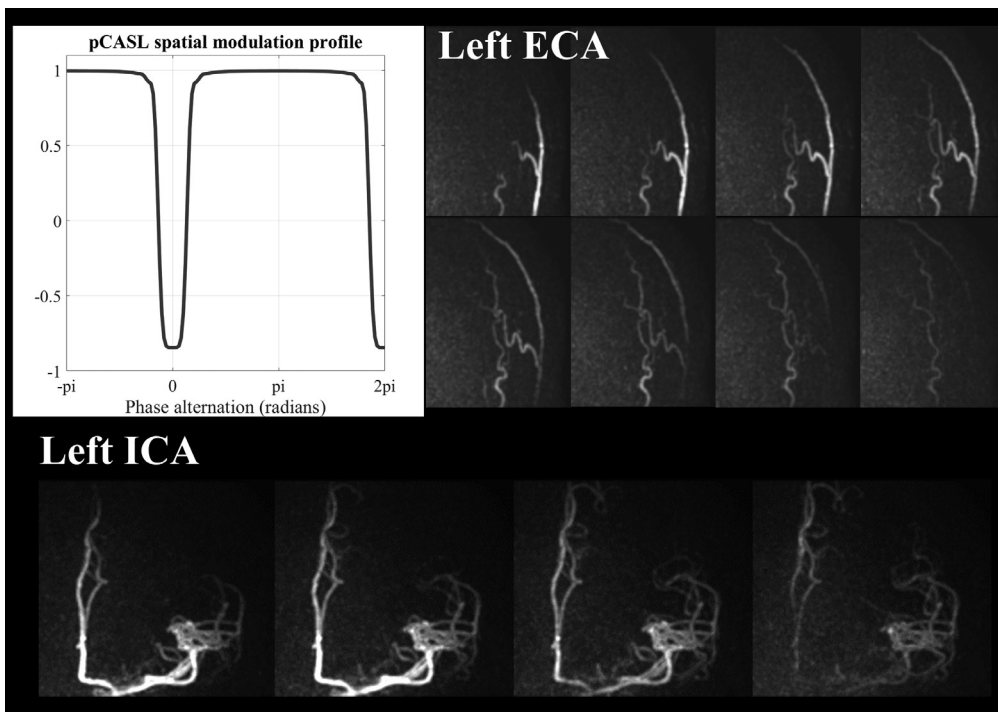 pCASL spatial modulation profile
1
0.5
0
-0.5
-1
-pi
0
pi
2pi
Phase alternation (radians)
Left ECA
Left ICA